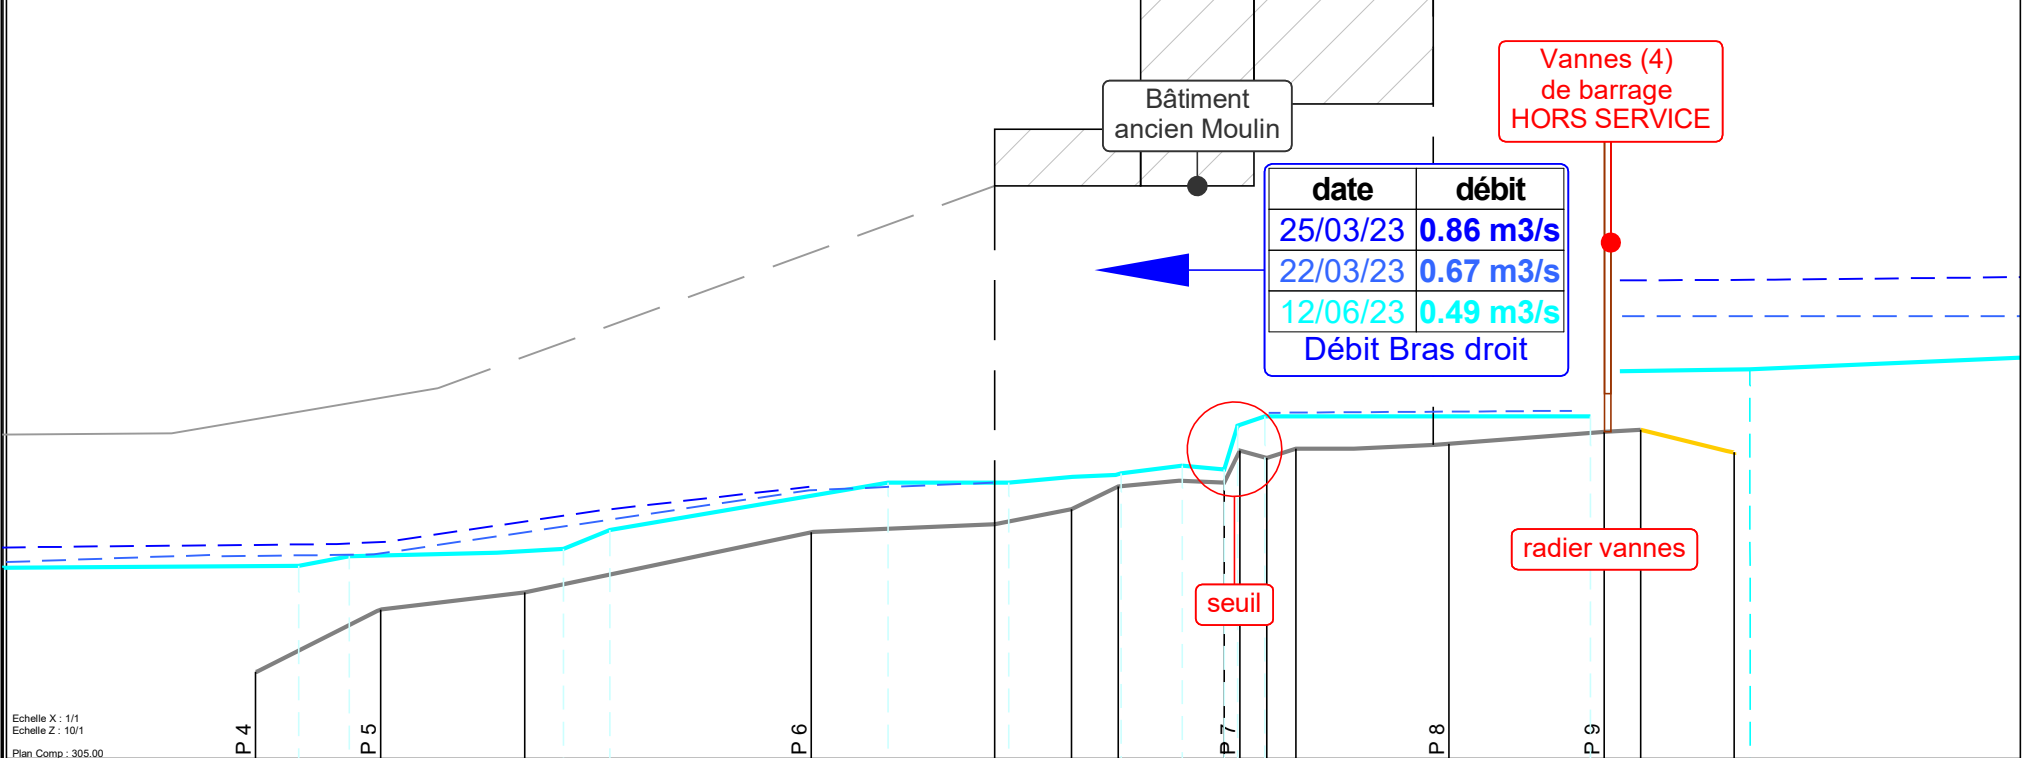 Vannes (4)
de barrage
HORS SERVICE
Bâtiment
ancien Moulin
date débit
25/03/23 0.86 m3/s
22/03/23 0.67 m3/s
12/06/23 0.49 m3/s
Débit Bras droit
radier vannes
seuil
Echelle X : 1/1
Echelle Z : 10/1
Plan Comp : 305.00
P 4
P 5
P 6
P 7
P 8
P 9